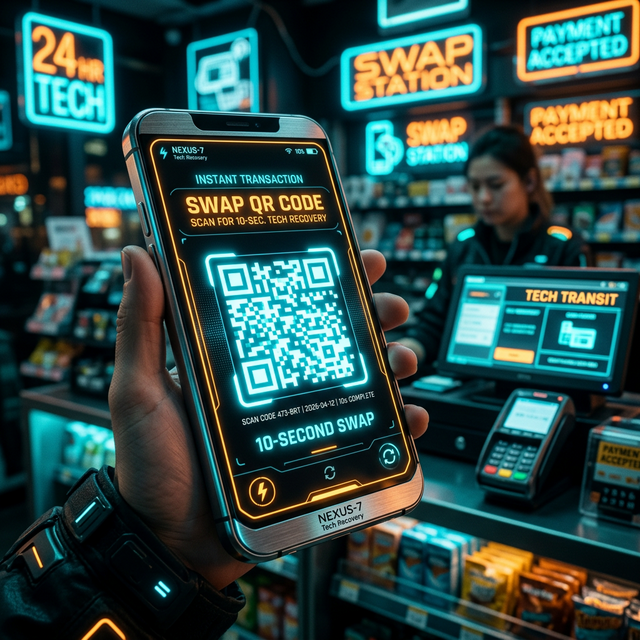 24 HR
TECH
SWAP
STATION
PAYMENT
ACCEPTED
SWAP
STATION
PAYMENT
ACCEPTED
NEXUS-7
Tech Recovery
10%
INSTANT TRANSACTION
SWAP QR CODE
SCAN FOR 10-SEC. TECH RECOVERY
SCAN CODE 473-BRT | 2026-04-12 | 10s COMPLETE
10-SECOND SWAP
NEXUS-7
Tech Recovery
TECH TRANSIT
PAYMENT
ACCEPTED